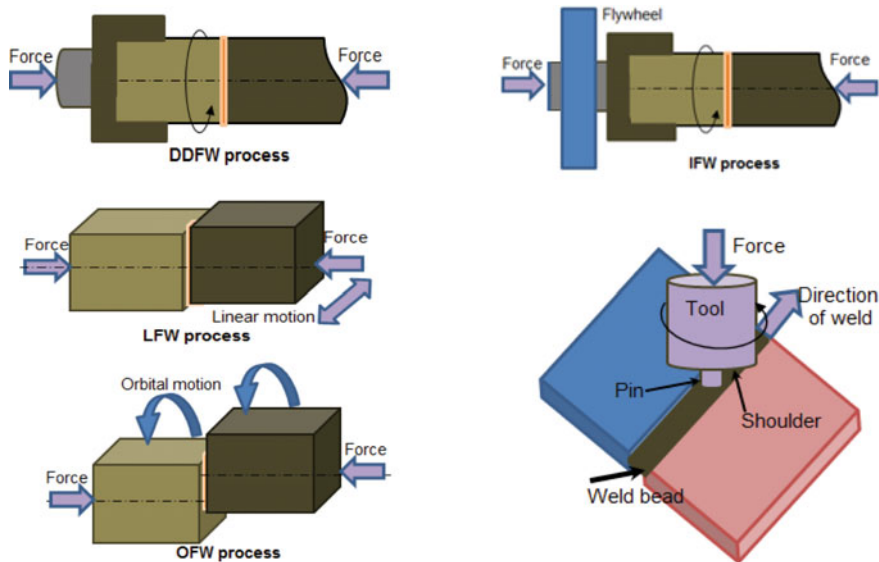 Force
Force
DDFW process
Flywheel
Force
Force
IFW process
Force
Force
Linear motion
LFW process
Orbital motion
Force
Force
OFW process
Force
Tool
Direction
of weld
Pin
Shoulder
Weld bead